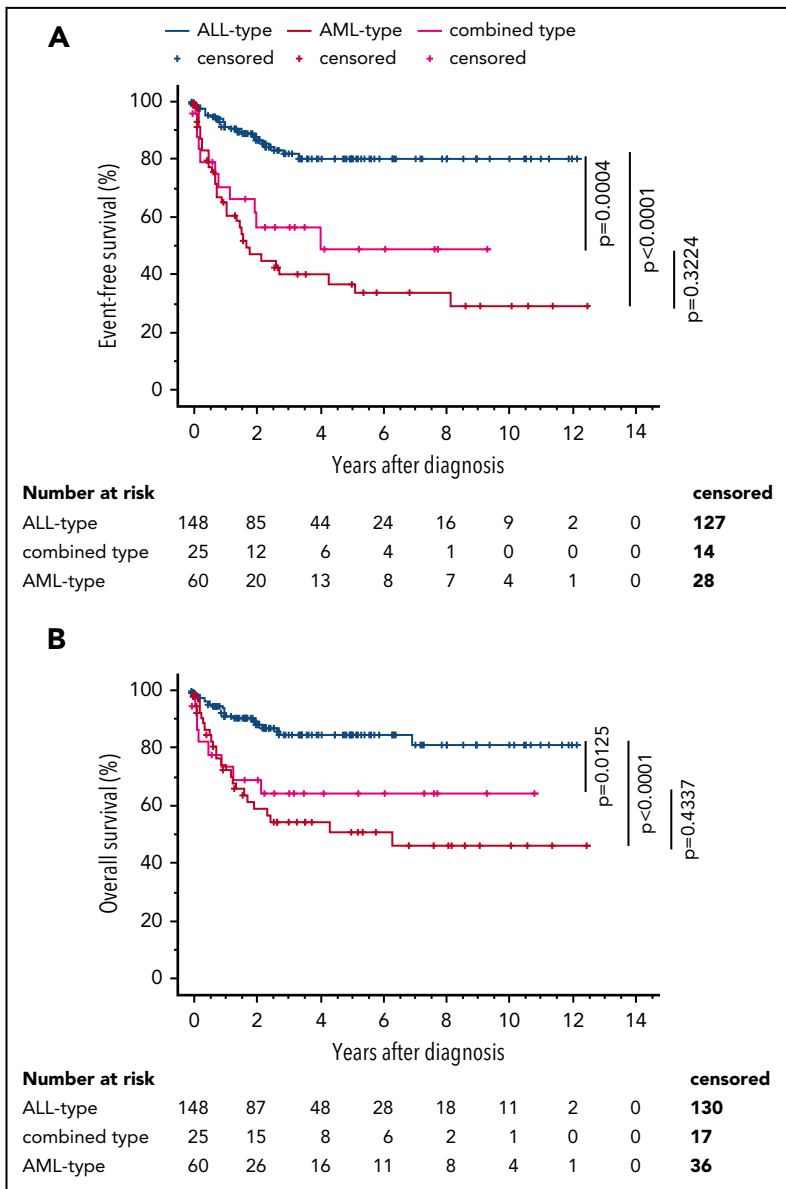 A
ALL-type AML-type combined type
censored censored censored
Event-free survival (%)
100
80
60
40
20
0
p=0.0004
p<0.0001
p=0.3224
0 2 4 6 8 10 12 14
Years after diagnosis
Number at risk censored
ALL-type 148 85 44 24 16 9 2 0 127
combined type 25 12 6 4 1 0 0 0 14
AML-type 60 20 13 8 7 4 1 0 28
B
Overall survival (%)
100
80
60
40
20
0
p=0.0125
p<0.0001
p=0.4337
0 2 4 6 8 10 12 14
Years after diagnosis
Number at risk censored
ALL-type 148 87 48 28 18 11 2 0 130
combined type 25 15 8 6 2 1 0 0 17
AML-type 60 26 16 11 8 4 1 0 36